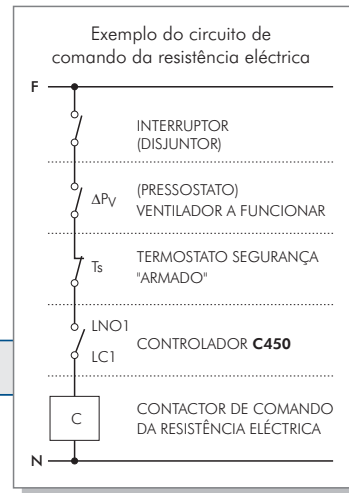 Exemplo do circuito de
comando da resistência eléctrica
F
INTERRUPTOR
(DISJUNTOR)
ΔPV
(PRESSOSTATO)
VENTILADOR A FUNCIONAR
Ts
TERMOSTATO SEGURANÇA
"ARMADO"
LNO1
LC1
CONTROLADOR C450
C
CONTACTOR DE COMANDO
DA RESISTÊNCIA ELÉCTRICA
N